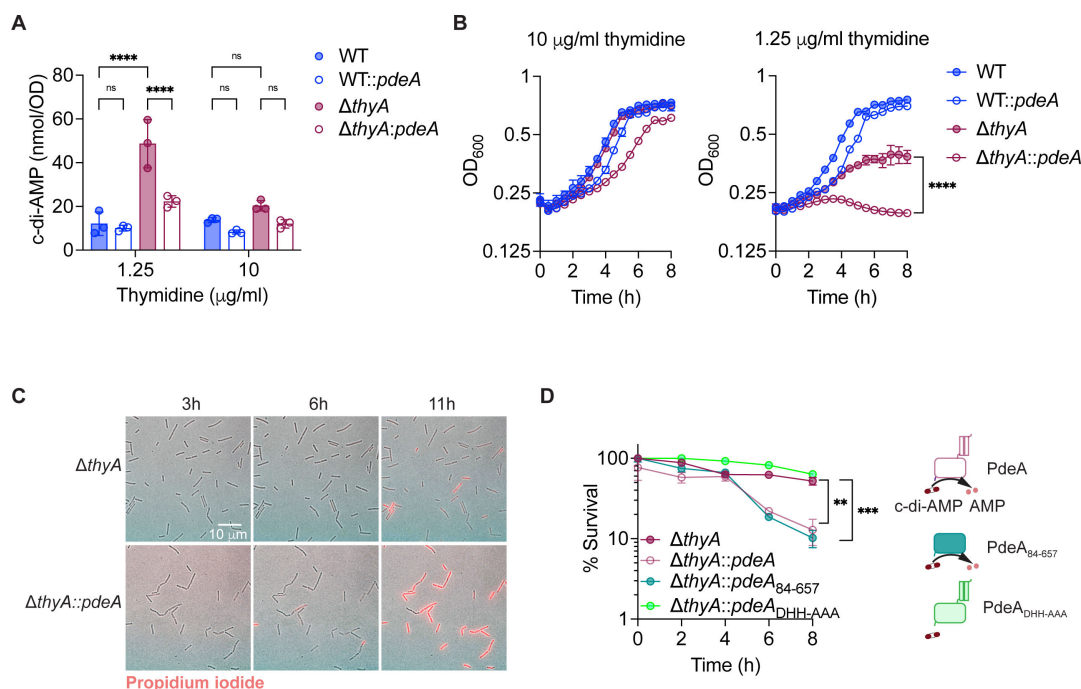 A
c-di-AMP (nmol/OD)
80
60
40
20
0
****
ns
****
ns
ns
ns
1.25
10
Thymidine (μg/ml)
WT
WT::pdeA
ΔthyA
ΔthyA:pdeA
B
10 μg/ml thymidine
OD600
1
0.5
0.25
0.125
0 2 4 6 8
Time (h)
1.25 μg/ml thymidine
OD600
1
0.5
0.25
0.125
0 2 4 6 8
Time (h)
****
WT
WT::pdeA
ΔthyA
ΔthyA::pdeA
C
3h 6h 11h
ΔthyA
10 μm
ΔthyA::pdeA
Propidium iodide
D
% Survival
100
10
1
0 2 4 6 8
Time (h)
** ***
ΔthyA
ΔthyA::pdeA
ΔthyA::pdeA84-657
ΔthyA::pdeADHH-AAA
PdeA
c-di-AMP AMP
PdeA84-657
PdeADHH-AAA